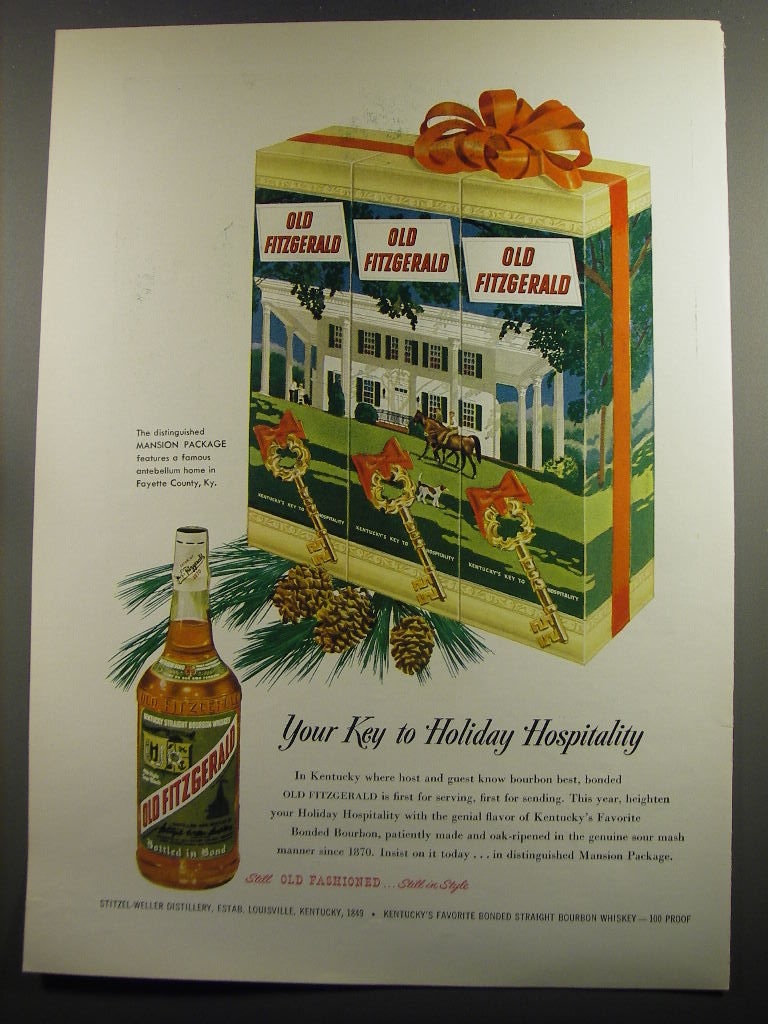 OLD
FITZGERALD
OLD
FITZGERALD
OLD
FITZGERALD
KENTUCKY'S KEY TO HOSPITALITY
KENTUCKY'S KEY TO HOSPITALITY
KENTUCKY'S KEY TO HOSPITALITY
The distinguished
MANSION PACKAGE
features a famous
antebellum home in
Fayette County, Ky.
OLD FITZGERALD
KENTUCKY STRAIGHT BOURBON WHISKEY
OLD FITZGERALD
Bottled in Bond
Your Key to Holiday Hospitality
In Kentucky where host and guest know bourbon best, bonded
OLD FITZGERALD is first for serving, first for sending. This year, heighten
your Holiday Hospitality with the genial flavor of Kentucky's Favorite
Bonded Bourbon, patiently made and oak-ripened in the genuine sour mash
manner since 1870. Insist on it today . . . in distinguished Mansion Package.
Still OLD FASHIONED ... Still in Style
STITZEL-WELLER DISTILLERY, ESTAB. LOUISVILLE, KENTUCKY, 1849 • KENTUCKY'S FAVORITE BONDED STRAIGHT BOURBON WHISKEY — 100 PROOF